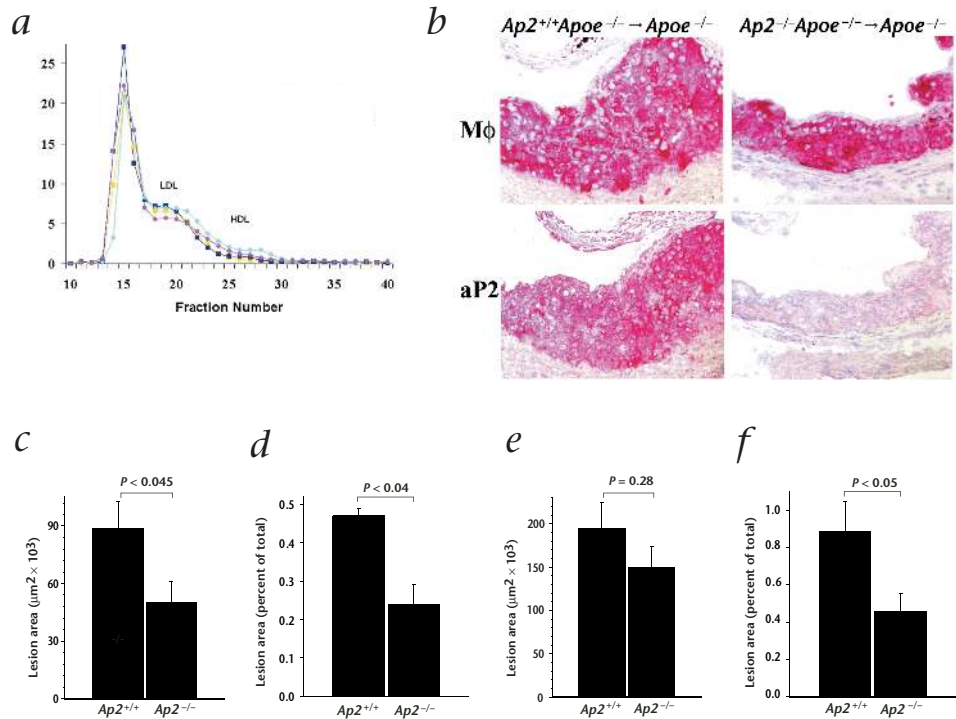 a
25
20
15
10
5
0
LDL
HDL
10 15 20 25 30 35 40
Fraction Number
b
Ap2+/+Apoe−/−→Apoe−/− Ap2−/−Apoe−/−→Apoe−/−
Mϕ
aP2
c
P < 0.045
Lesion area (μm2 × 103)
90
60
30
0
-/-
Ap2+/+ Ap2−/−
d
P < 0.04
Lesion area (percent of total)
0.5
0.4
0.3
0.2
0.1
0.0
Ap2+/+ Ap2−/−
e
P = 0.28
Lesion area (μm2 × 103)
200
150
100
50
0
Ap2+/+ Ap2−/−
f
P < 0.05
Lesion area (percent of total)
1.0
0.8
0.6
0.4
0.2
0.0
Ap2+/+ Ap2−/−